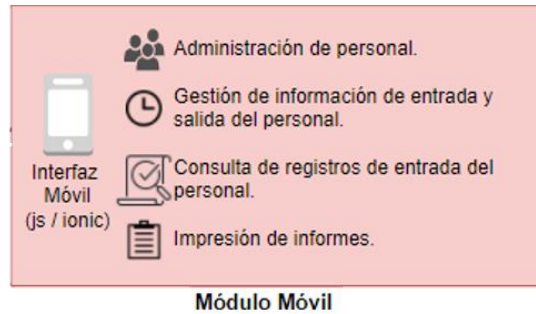 Administración de personal.
Gestión de información de entrada y
salida del personal.
Interfaz
Móvil
(js / ionic)
Consulta de registros de entrada del
personal.
Impresión de informes.
Módulo Móvil